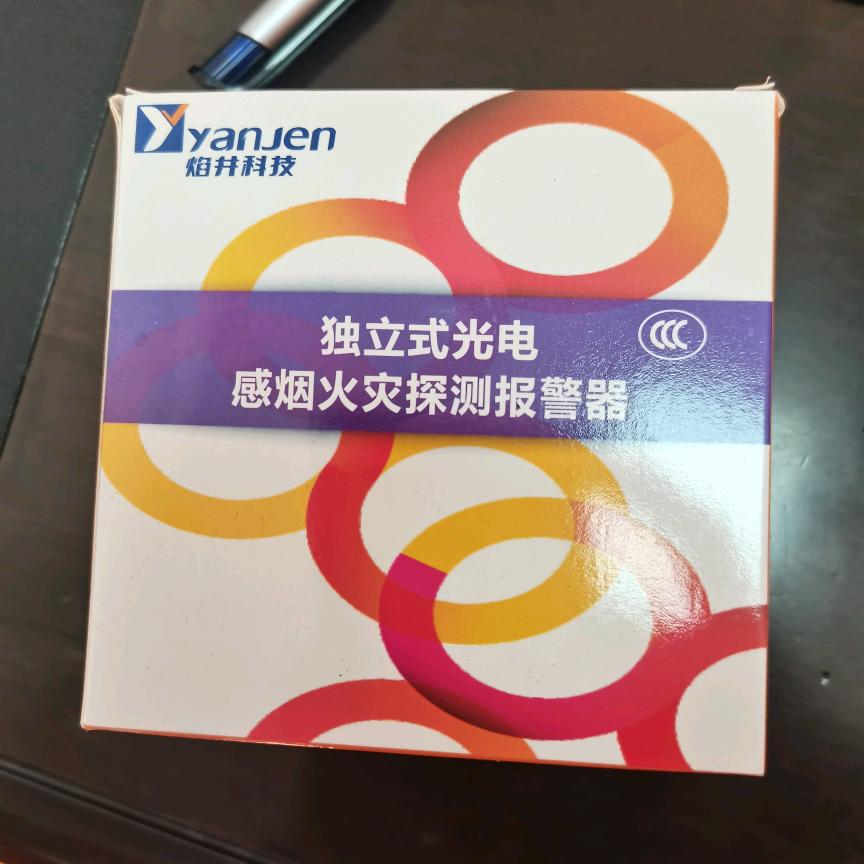 Yanjen
焰井科技
独立式光电
感烟火灾探测报警器
CCC